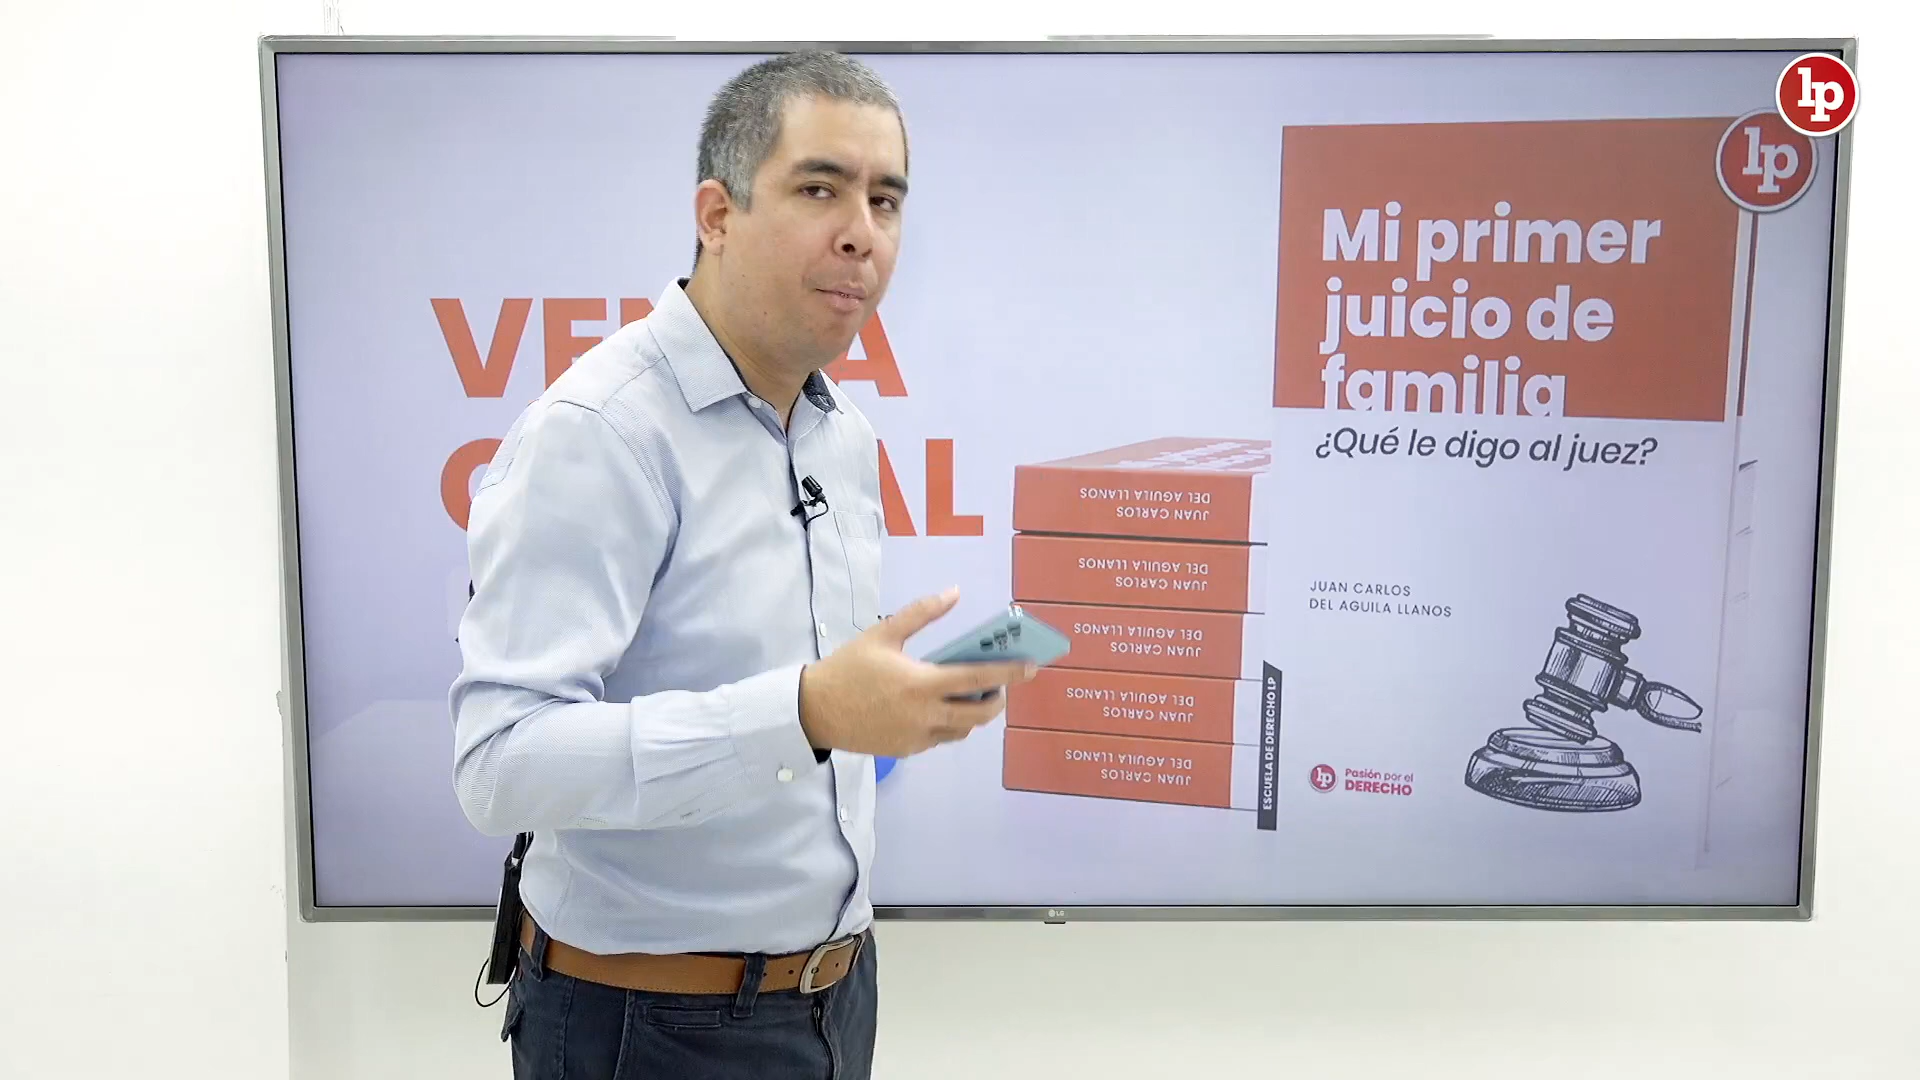 lp
lp
Mi primer
juicio de
familia
¿Qué le digo al juez?
JUAN CARLOS
DEL AGUILA LLANOS
ESCUELA DE DERECHO LP
lp
Pasión por el
DERECHO
JUAN CARLOS
DEL AGUILA LLANOS
JUAN CARLOS
DEL AGUILA LLANOS
JUAN CARLOS
DEL AGUILA LLANOS
JUAN CARLOS
DEL AGUILA LLANOS
JUAN CARLOS
DEL AGUILA LLANOS
LG